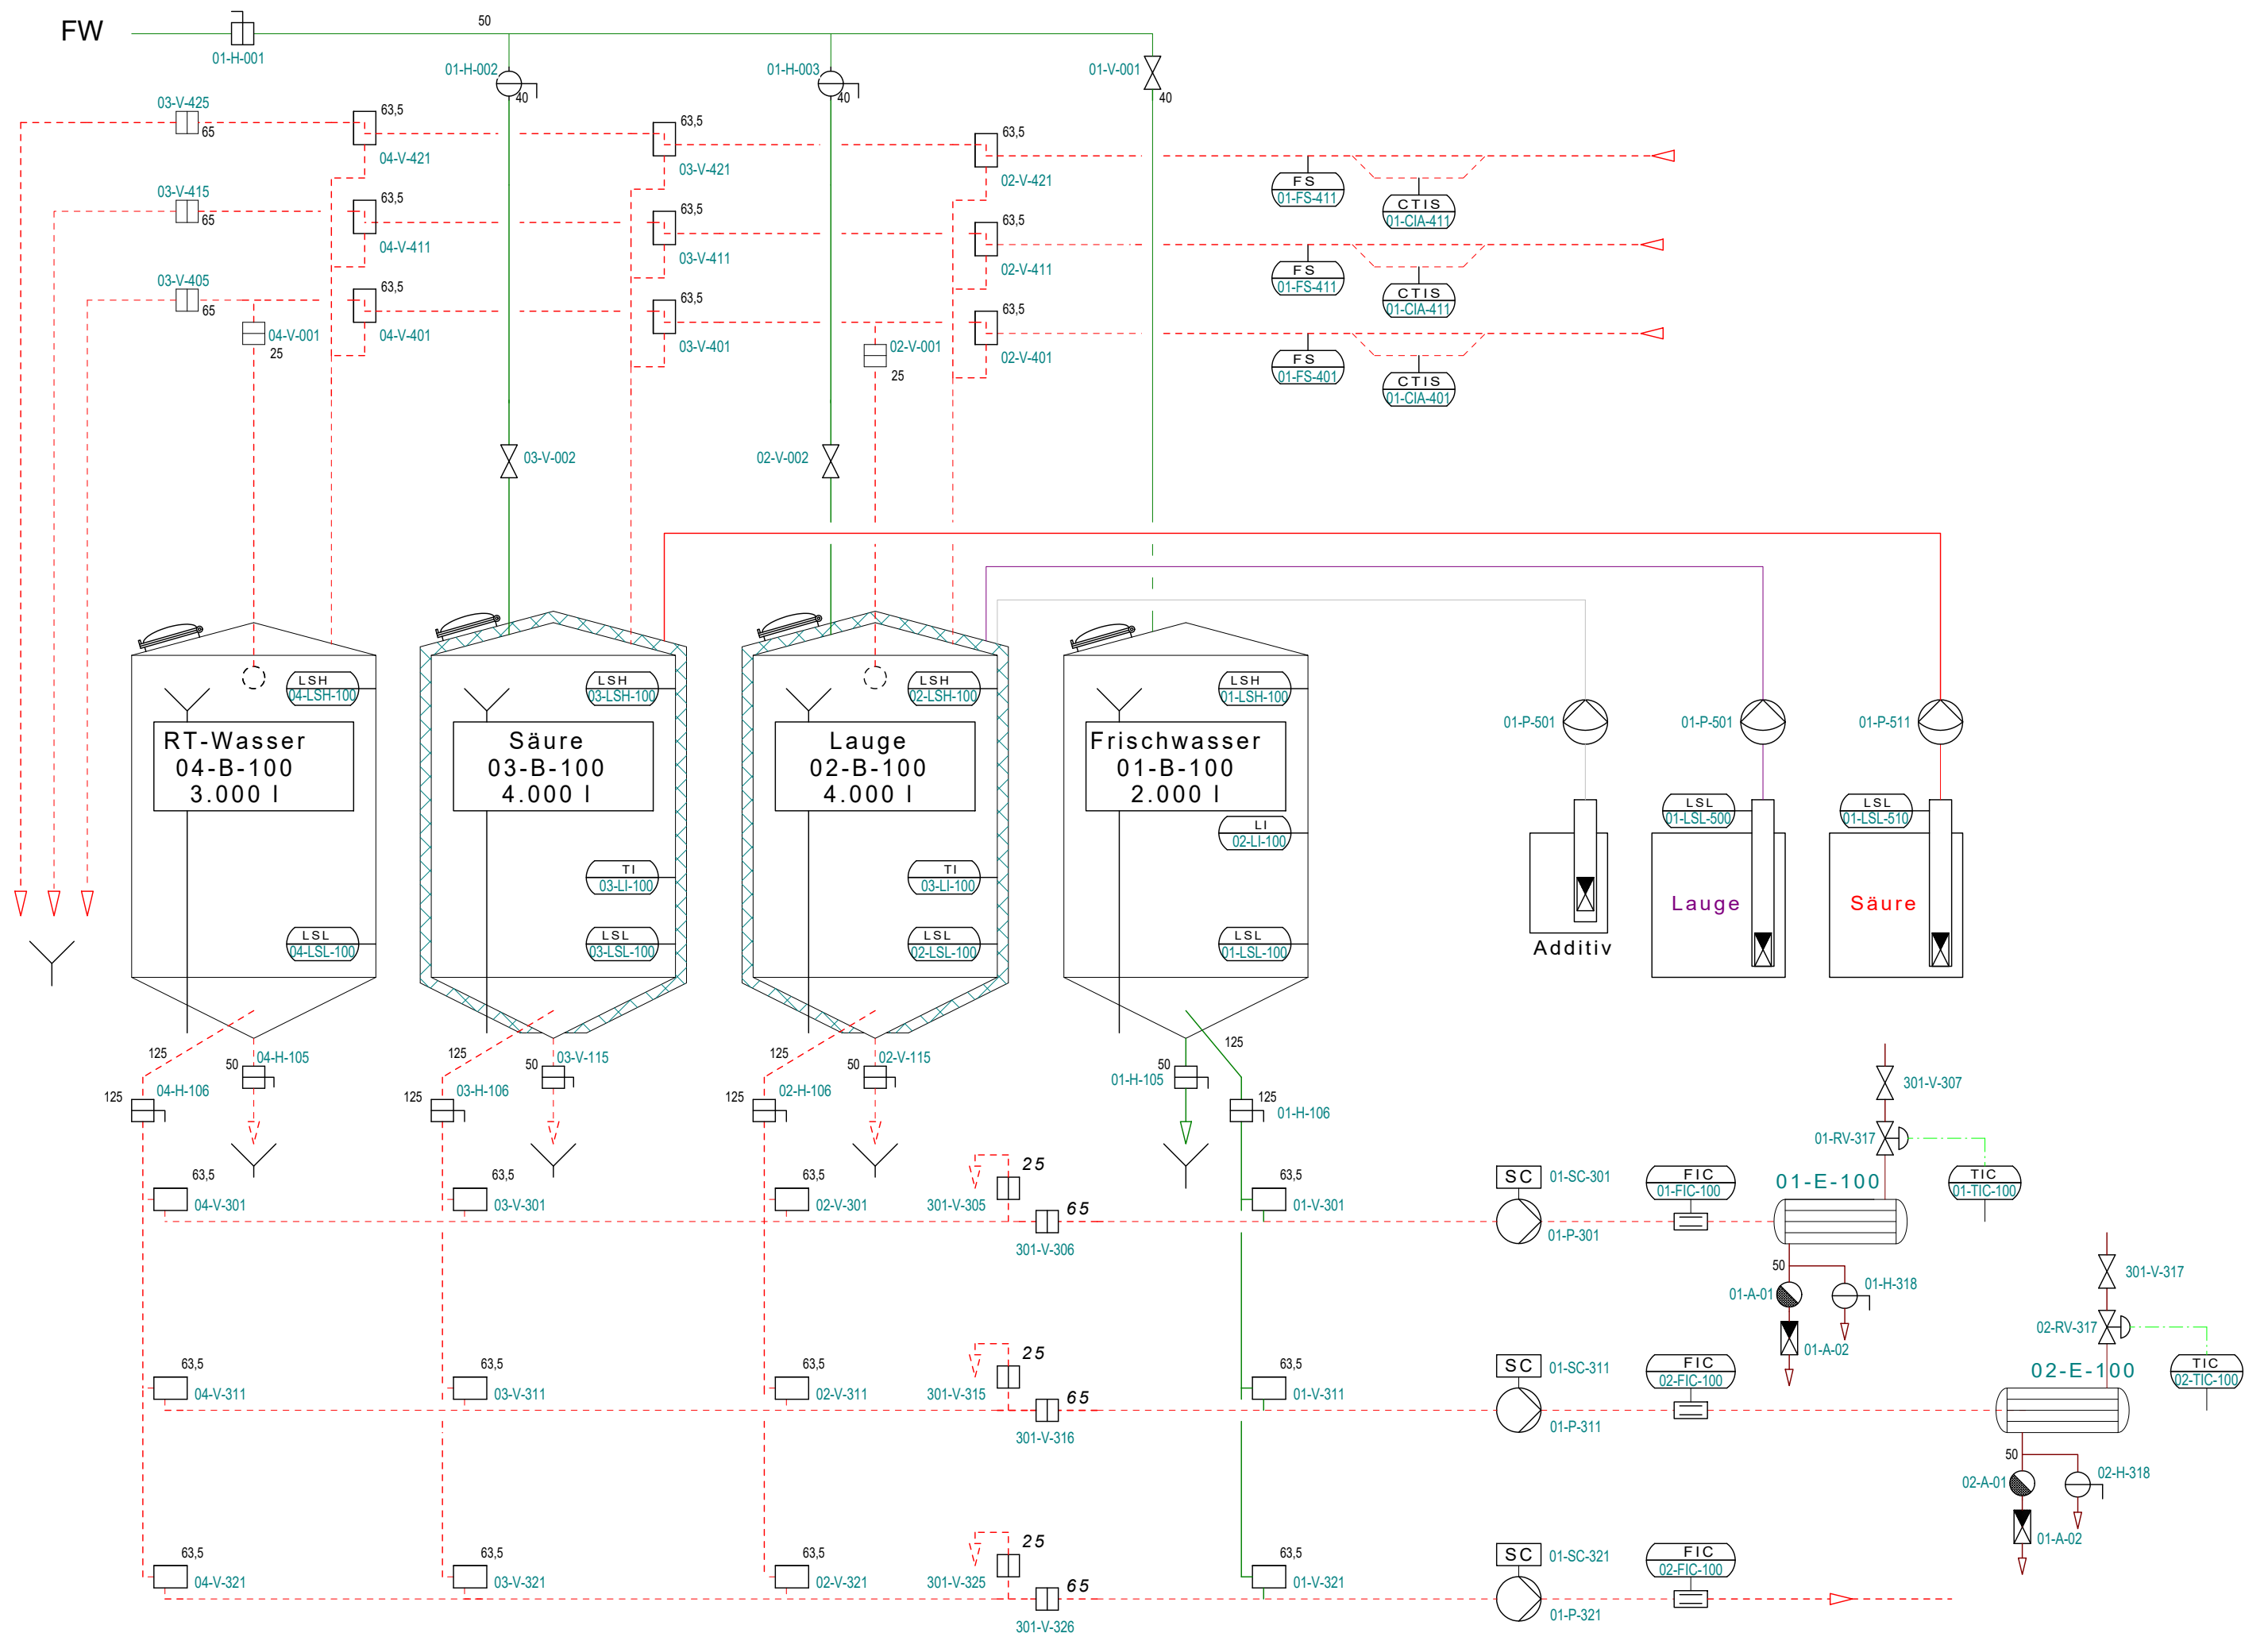 FW
50
01-H-001
01-H-002
40
01-H-003
40
01-V-001
40
03-V-425
65
63,5
04-V-421
63,5
03-V-421
63,5
02-V-421
FS
01-FS-411
CTIS
01-CIA-411
03-V-415
65
63,5
04-V-411
63,5
03-V-411
63,5
02-V-411
FS
01-FS-411
CTIS
01-CIA-411
03-V-405
65
63,5
04-V-401
63,5
03-V-401
63,5
02-V-401
FS
01-FS-401
CTIS
01-CIA-401
04-V-001
25
02-V-001
25
03-V-002
02-V-002
LSH
04-LSH-100
LSH
03-LSH-100
LSH
02-LSH-100
LSH
01-LSH-100
RT-Wasser
04-B-100
3.000 l
Säure
03-B-100
4.000 l
Lauge
02-B-100
4.000 l
Frischwasser
01-B-100
2.000 l
01-P-501
01-P-501
01-P-511
LI
02-LI-100
LSL
01-LSL-500
LSL
01-LSL-510
TI
03-LI-100
TI
03-LI-100
Lauge
Säure
Additiv
LSL
04-LSL-100
LSL
03-LSL-100
LSL
02-LSL-100
LSL
01-LSL-100
125
50
04-H-105
125
50
03-V-115
125
50
02-V-115
50
01-H-105
125
125
04-H-106
125
03-H-106
125
02-H-106
125
01-H-106
301-V-307
01-RV-317
63,5
04-V-301
63,5
03-V-301
63,5
02-V-301
25
301-V-305
65
301-V-306
63,5
01-V-301
SC
01-SC-301
01-P-301
FIC
01-FIC-100
01-E-100
TIC
01-TIC-100
50
01-A-01
01-H-318
01-A-02
301-V-317
02-RV-317
63,5
04-V-311
63,5
03-V-311
63,5
02-V-311
25
301-V-315
65
301-V-316
63,5
01-V-311
SC
01-SC-311
01-P-311
FIC
02-FIC-100
02-E-100
TIC
02-TIC-100
50
02-A-01
02-H-318
01-A-02
63,5
04-V-321
63,5
03-V-321
63,5
02-V-321
25
301-V-325
65
301-V-326
63,5
01-V-321
SC
01-SC-321
01-P-321
FIC
02-FIC-100